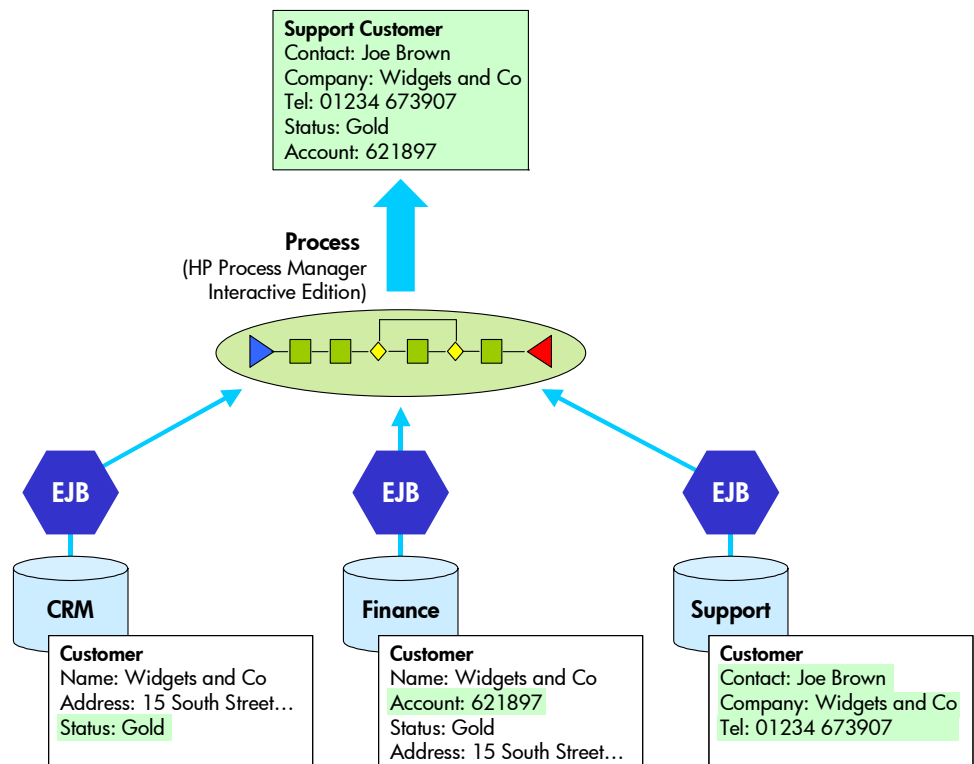 Support Customer
Contact: Joe Brown
Company: Widgets and Co
Tel: 01234 673907
Status: Gold
Account: 621897
Process
(HP Process Manager
Interactive Edition)
EJB
EJB
EJB
CRM
Finance
Support
Customer
Name: Widgets and Co
Address: 15 South Street…
Status: Gold
Customer
Name: Widgets and Co
Account: 621897
Status: Gold
Address: 15 South Street…
Customer
Contact: Joe Brown
Company: Widgets and Co
Tel: 01234 673907